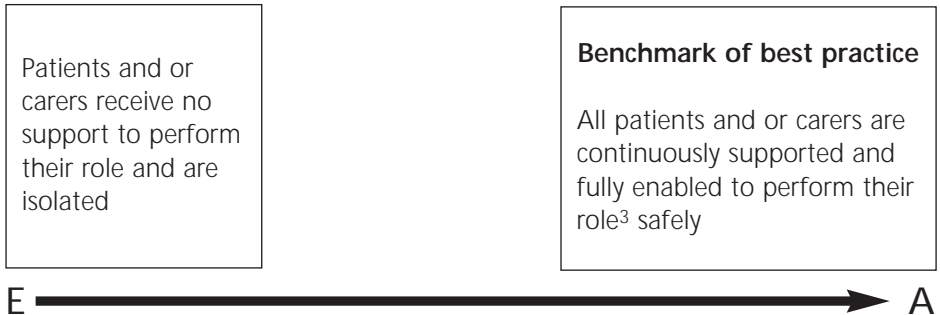 Patients and or
carers receive no
support to perform
their role and are
isolated
Benchmark of best practice
All patients and or carers are
continuously supported and
fully enabled to perform their
role³ safely
E
A